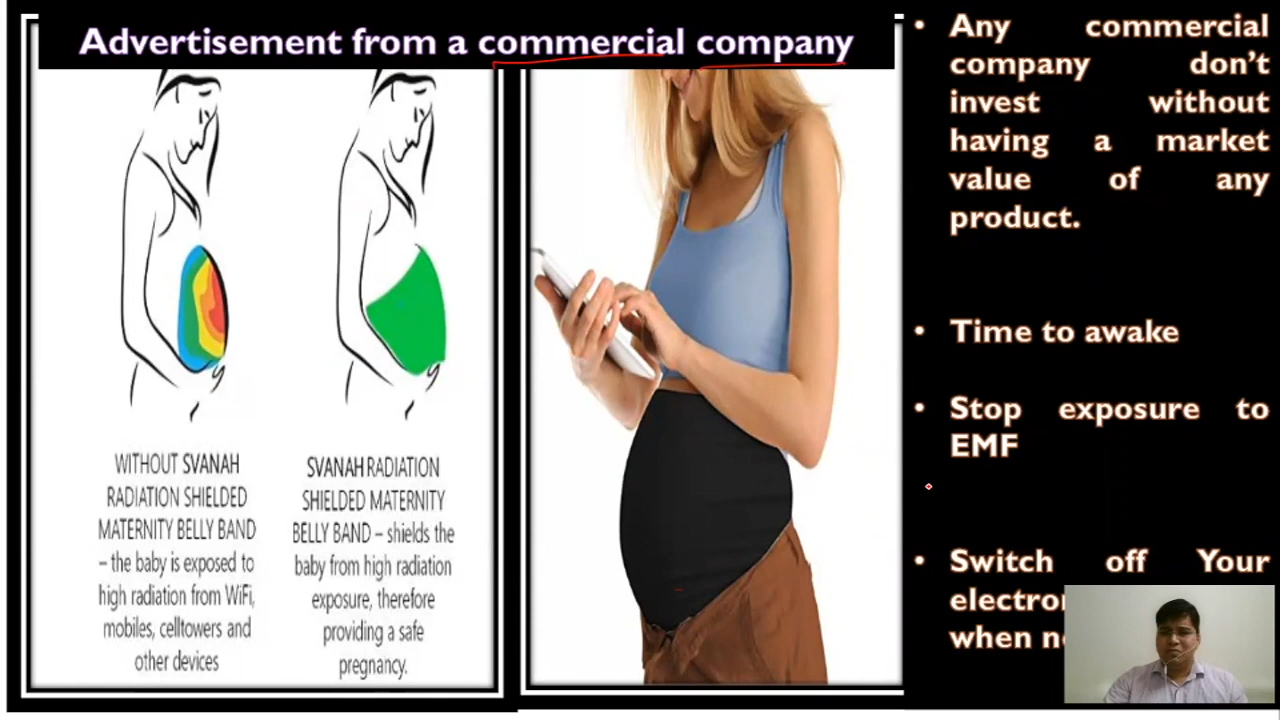 Advertisement from a commercial company
WITHOUT SVANAH
RADIATION SHIELDED
MATERNITY BELLY BAND
– the baby is exposed to
high radiation from WiFi,
mobiles, celltowers and
other devices
SVANAH RADIATION
SHIELDED MATERNITY
BELLY BAND – shields the
baby from high radiation
exposure, therefore
providing a safe
pregnancy.
• Any commercial
company don’t
invest without
having a market
value of any
product.
• Time to awake
• Stop exposure to
EMF
• Switch off Your
when